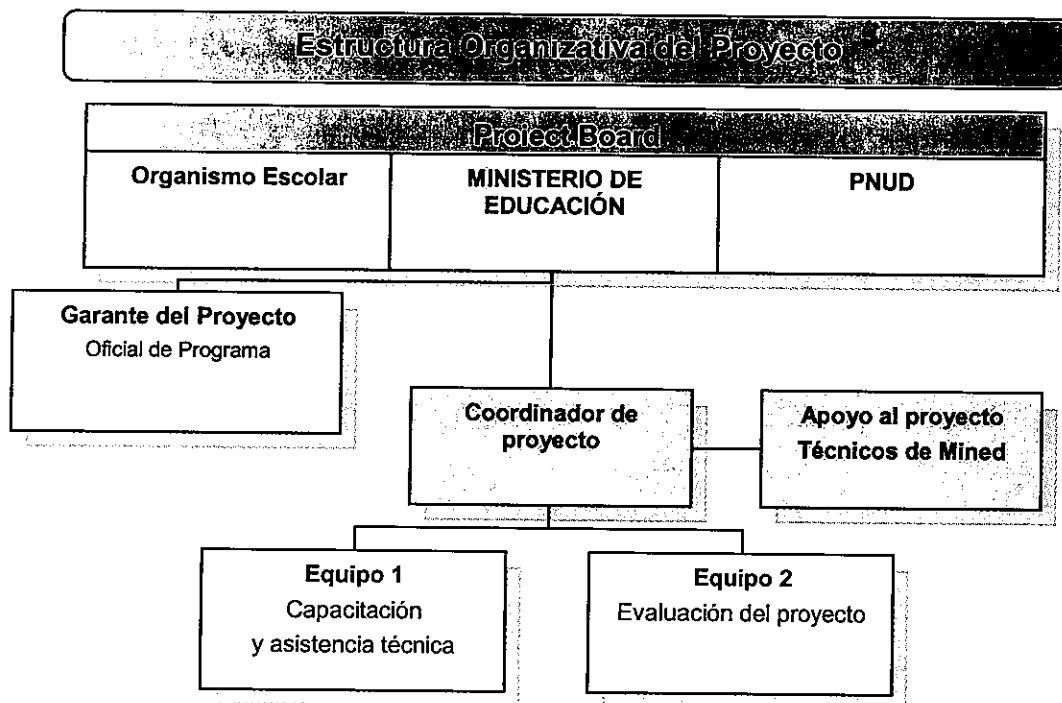 Estructura Organizativa del Proyecto
Project Board
Organismo Escolar
MINISTERIO DE
EDUCACIÓN
PNUD
Garante del Proyecto
Oficial de Programa
Coordinador de
proyecto
Apoyo al proyecto
Técnicos de Mined
Equipo 1
Capacitación
y asistencia técnica
Equipo 2
Evaluación del proyecto